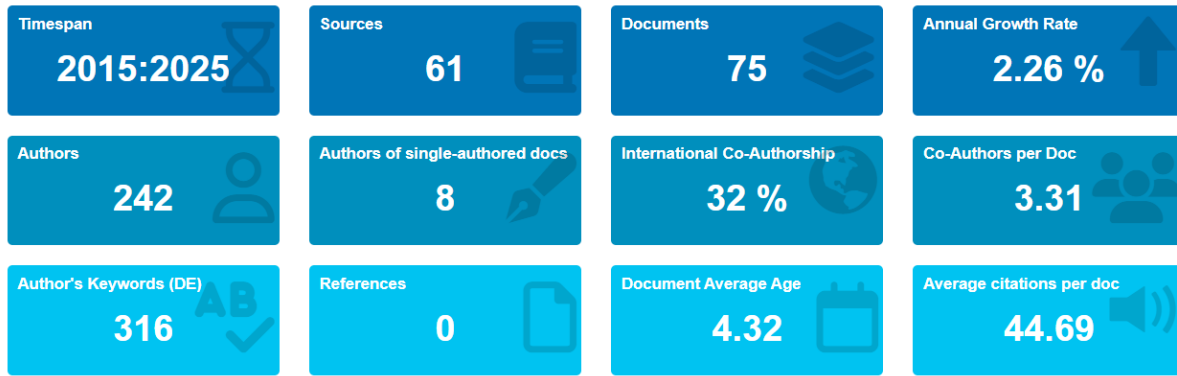 Timespan
2015:2025
Sources
61
Documents
75
Annual Growth Rate
2.26 %
Authors
242
Authors of single-authored docs
8
International Co-Authorship
32 %
Co-Authors per Doc
3.31
Author's Keywords (DE)
316
AB
References
0
Document Average Age
4.32
Average citations per doc
44.69